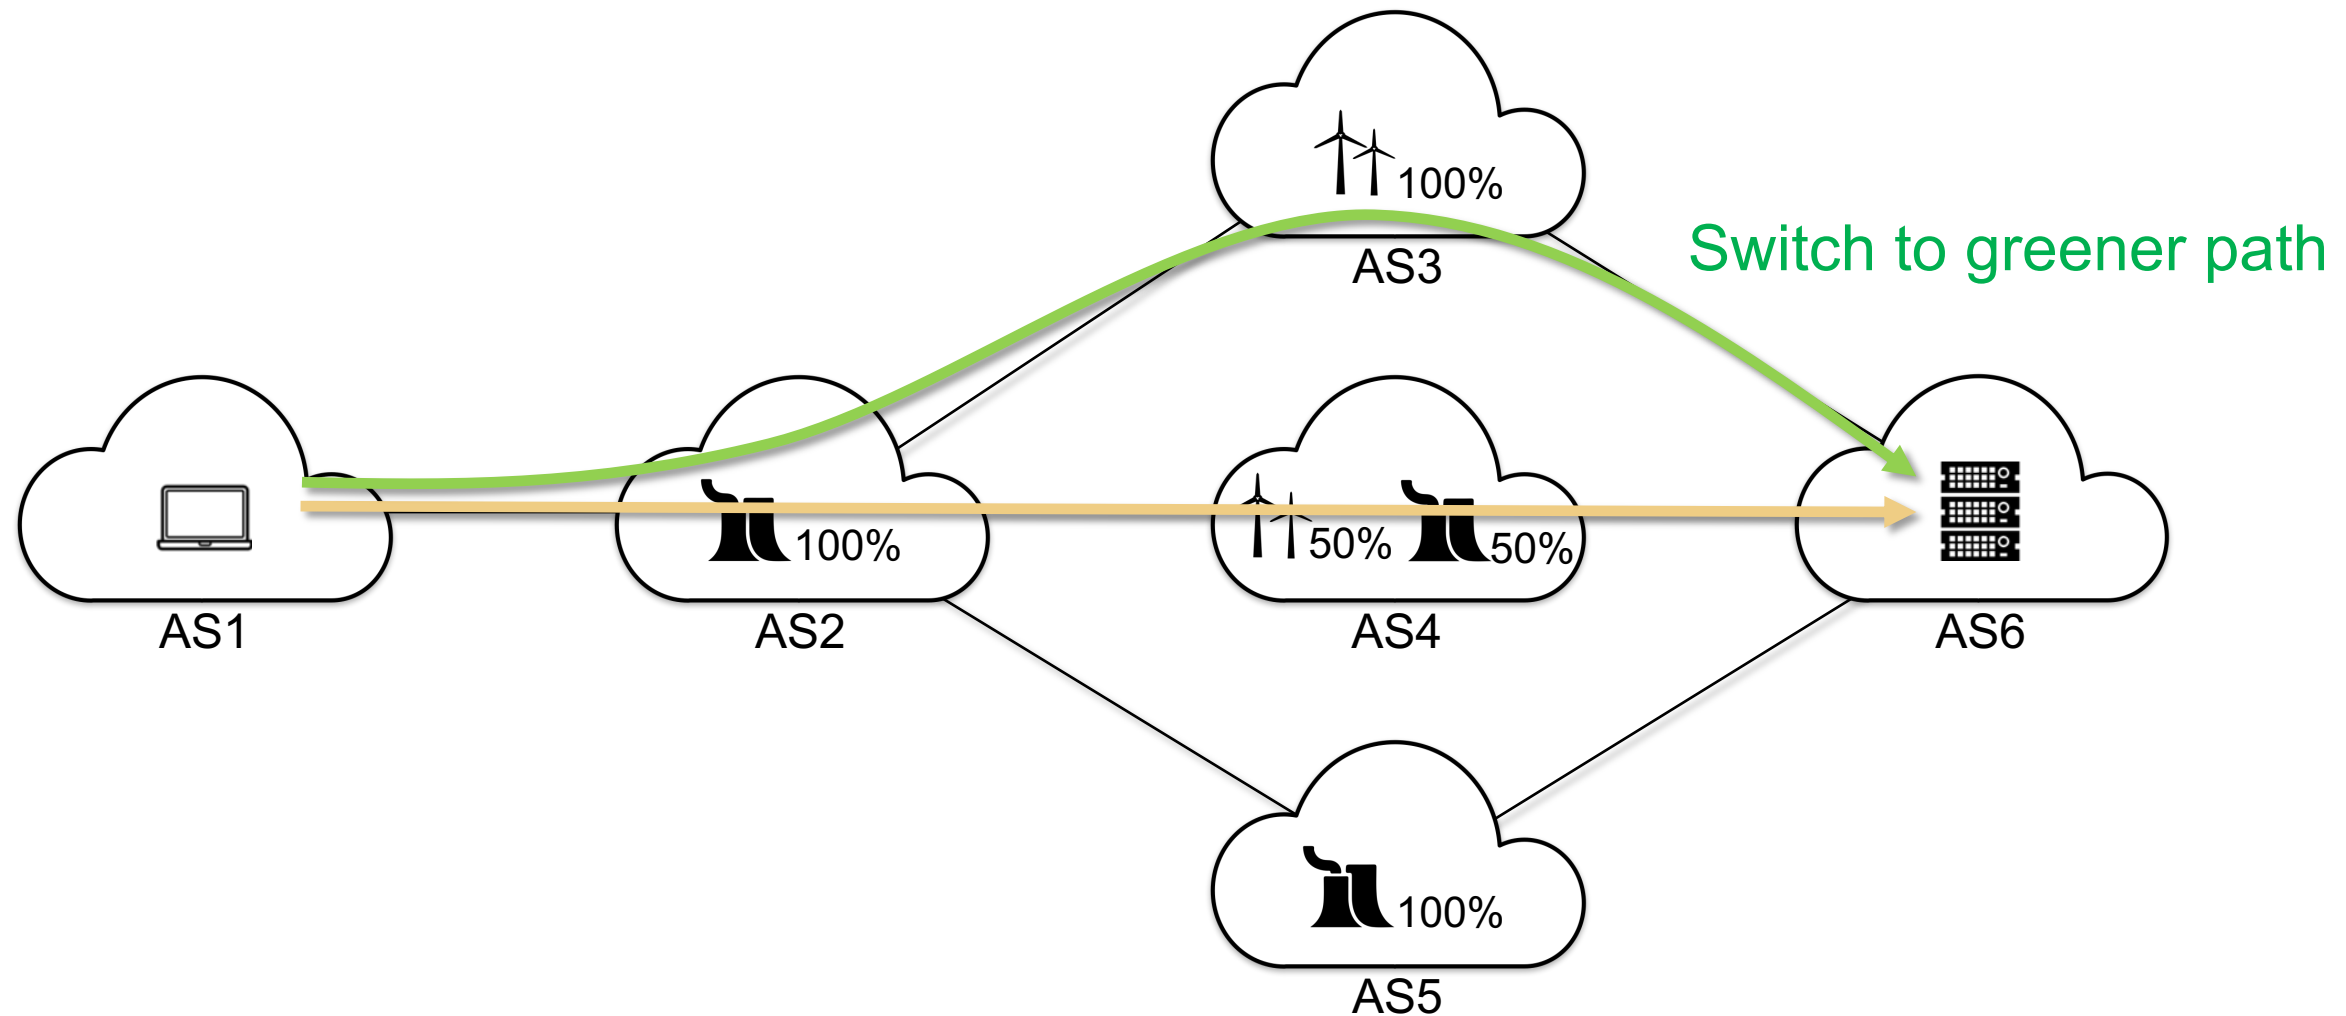 100%
AS3
Switch to greener path
AS1
100%
AS2
50%
50%
AS4
AS6
100%
AS5